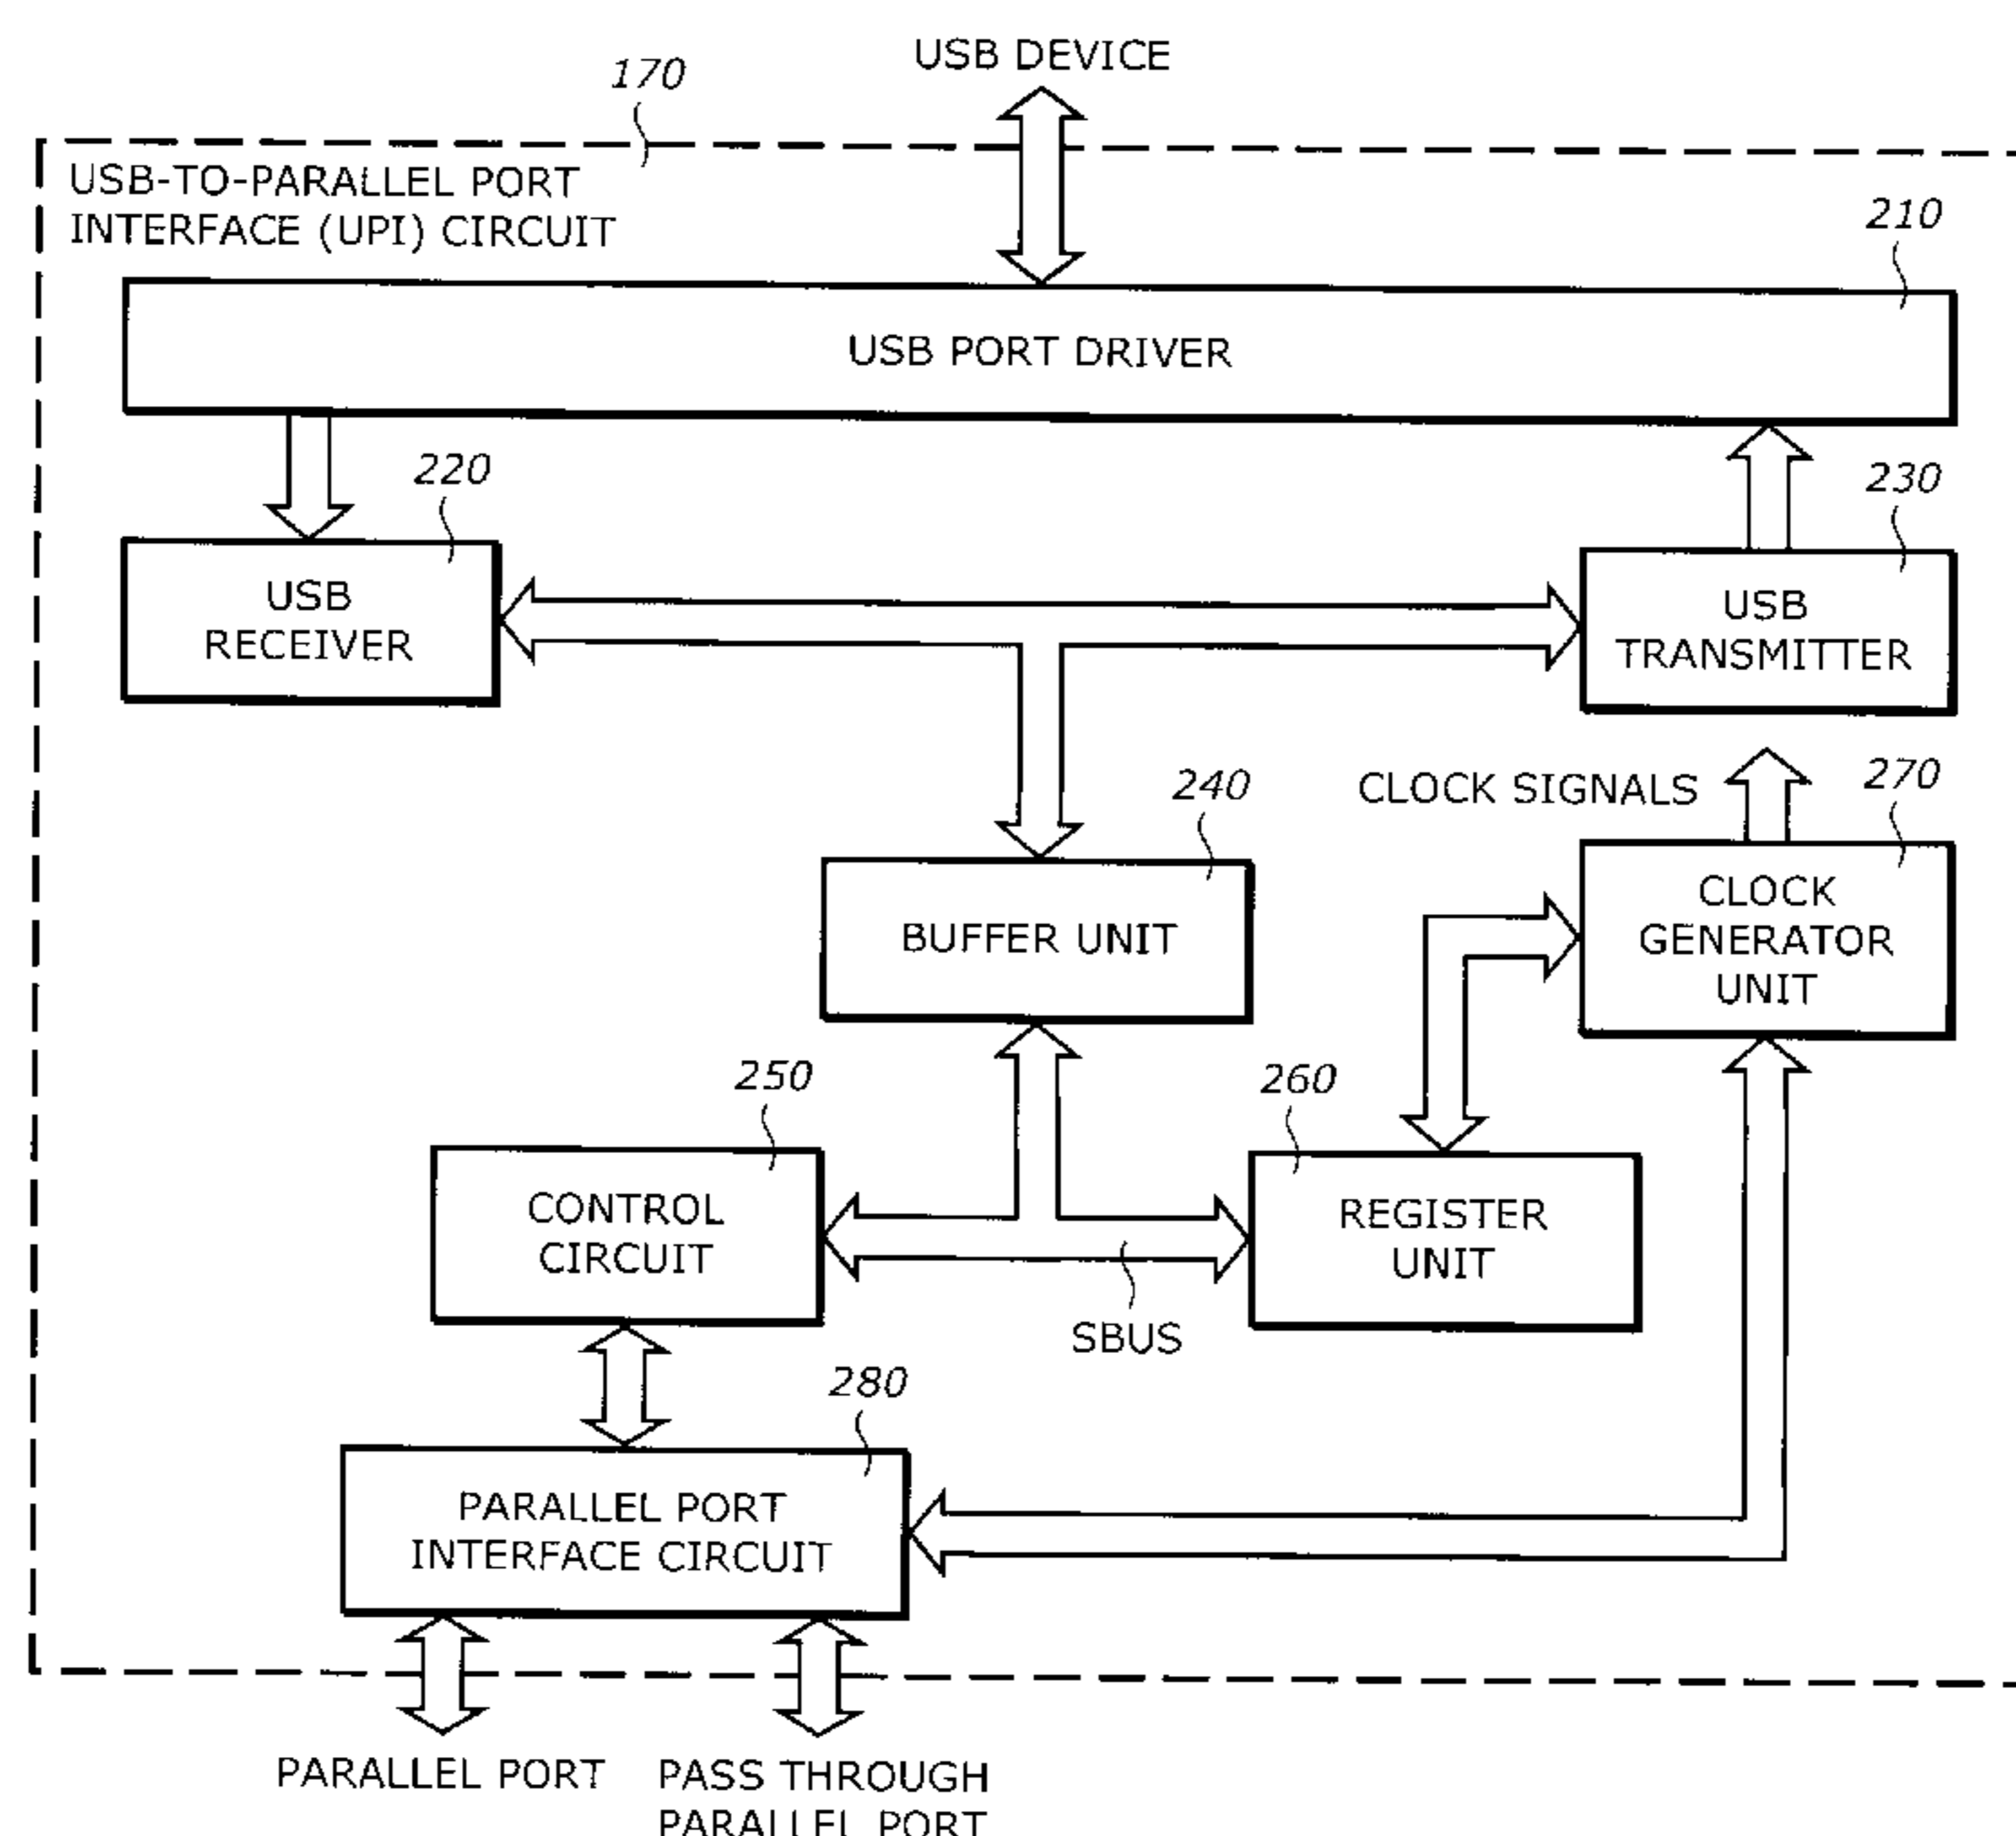 USB DEVICE
170
USB-TO-PARALLEL PORT
INTERFACE (UPI) CIRCUIT
210
USB PORT DRIVER
220
230
USB
RECEIVER
USB
TRANSMITTER
240
CLOCK SIGNALS
270
BUFFER UNIT
CLOCK
GENERATOR
UNIT
250
260
CONTROL
CIRCUIT
REGISTER
UNIT
SBUS
280
PARALLEL PORT
INTERFACE CIRCUIT
PARALLEL PORT
PASS THROUGH
PARALLEL PORT